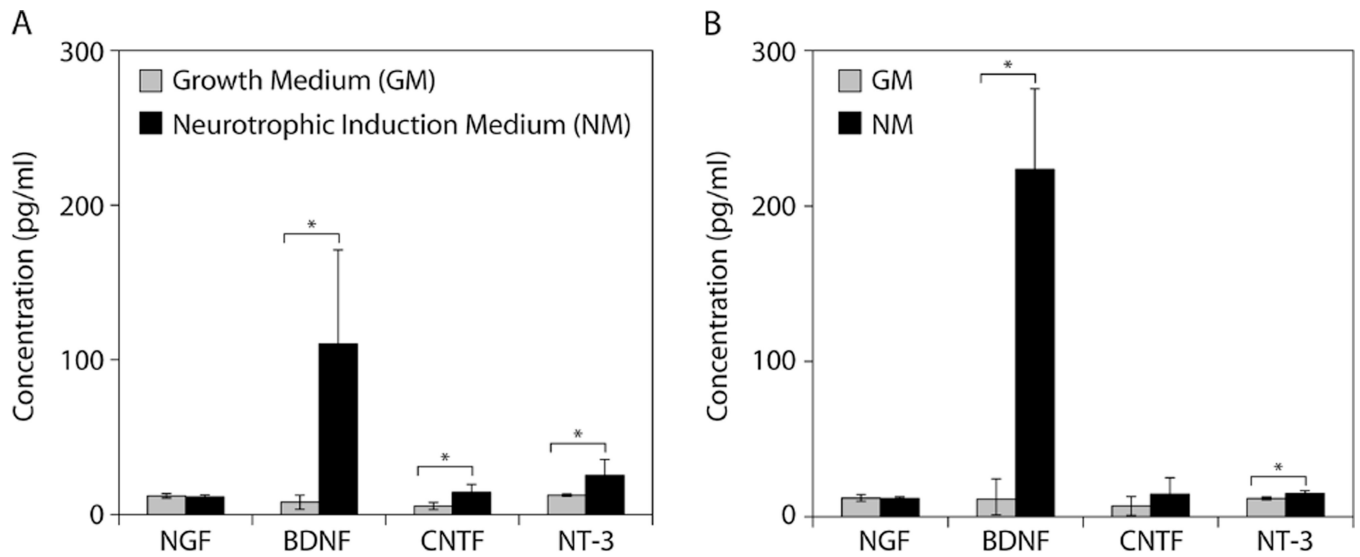 A
300
200
100
0
Concentration (pg/ml)
Growth Medium (GM)
Neurotrophic Induction Medium (NM)
*
*
*
NGF BDNF CNTF NT-3
B
300
200
100
0
Concentration (pg/ml)
GM
NM
*
*
NGF BDNF CNTF NT-3